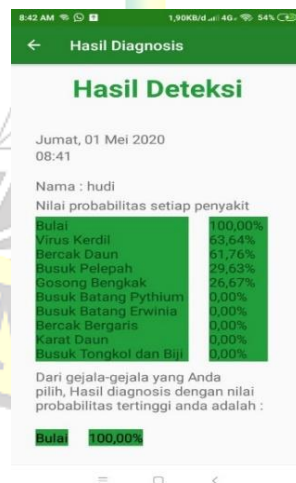 8:42 AM 1,90KB/d 4G 54%
← Hasil Diagnosis
Hasil Deteksi
Jumat, 01 Mei 2020
08:41
Nama : hudi
Nilai probabilitas setiap penyakit
Bulai 100,00%
Virus Kerdil 63,64%
Bercak Daun 61,76%
Busuk Pelepah 29,63%
Gosong Bengkak 26,67%
Busuk Batang Pythium 0,00%
Busuk Batang Erwinia 0,00%
Bercak Bergaris 0,00%
Karat Daun 0,00%
Busuk Tongkol dan Biji 0,00%
Dari gejala-gejala yang Anda
pilih, Hasil diagnosis dengan nilai
probabilitas tertinggi anda adalah :
Bulai 100,00%